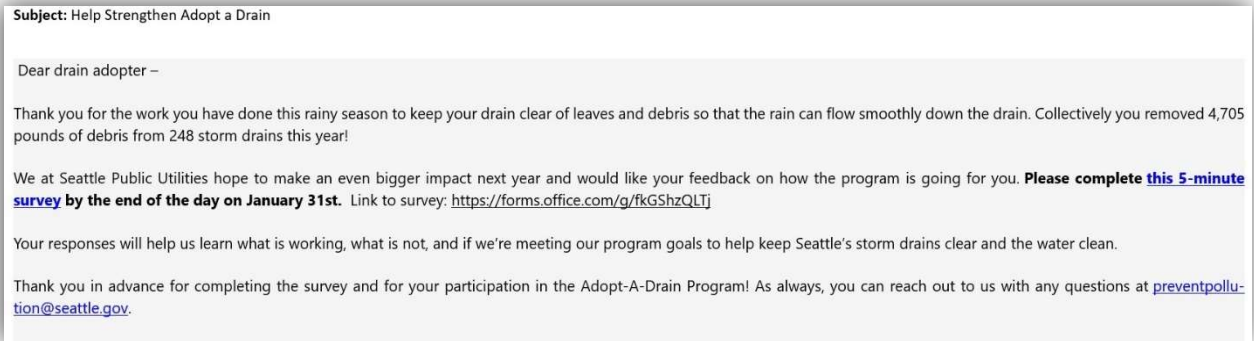 Subject: Help Strengthen Adopt a Drain
Dear drain adopter –
Thank you for the work you have done this rainy season to keep your drain clear of leaves and debris so that the rain can flow smoothly down the drain. Collectively you removed 4,705
pounds of debris from 248 storm drains this year!
We at Seattle Public Utilities hope to make an even bigger impact next year and would like your feedback on how the program is going for you. Please complete this 5-minute
survey by the end of the day on January 31st. Link to survey: https://forms.office.com/g/fkGShzQLTj
Your responses will help us learn what is working, what is not, and if we're meeting our program goals to help keep Seattle's storm drains clear and the water clean.
Thank you in advance for completing the survey and for your participation in the Adopt-A-Drain Program! As always, you can reach out to us with any questions at preventpollu-
tion@seattle.gov.